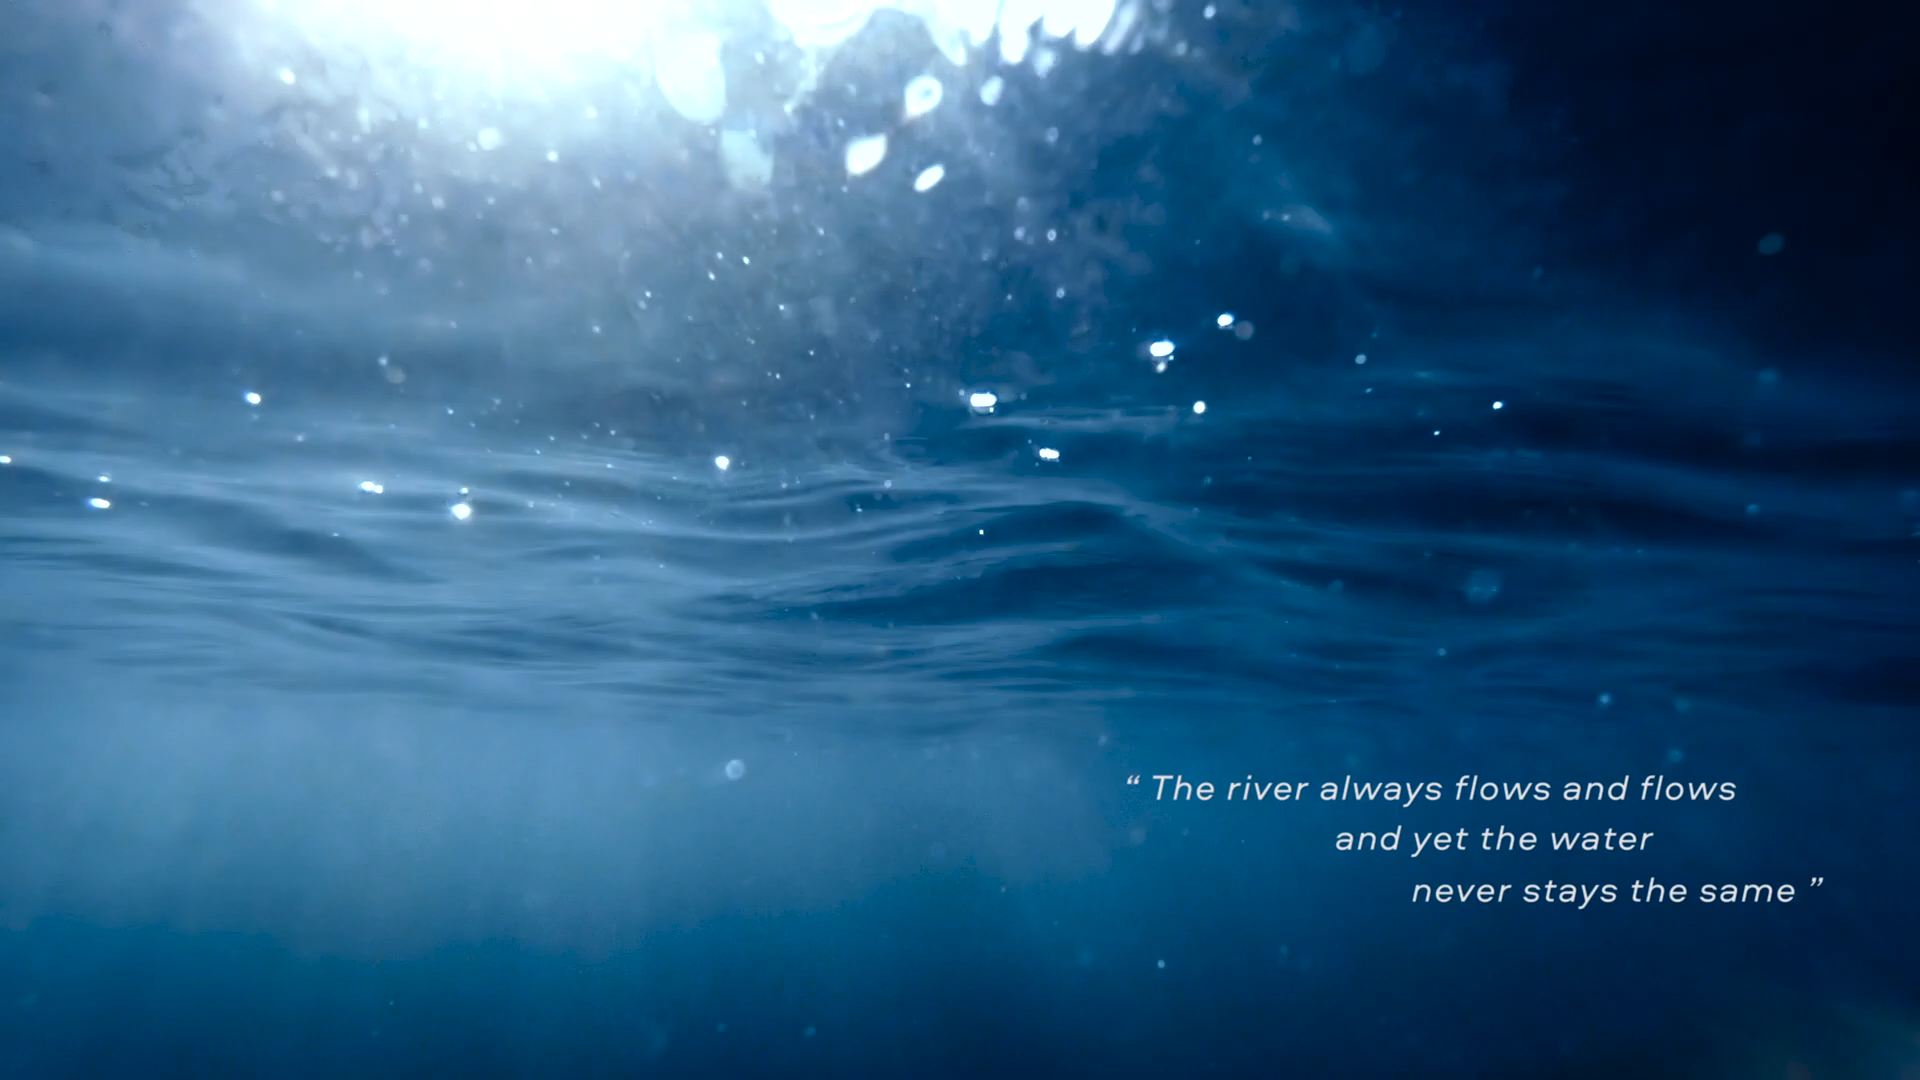 “ The river always flows and flows
and yet the water
never stays the same ”